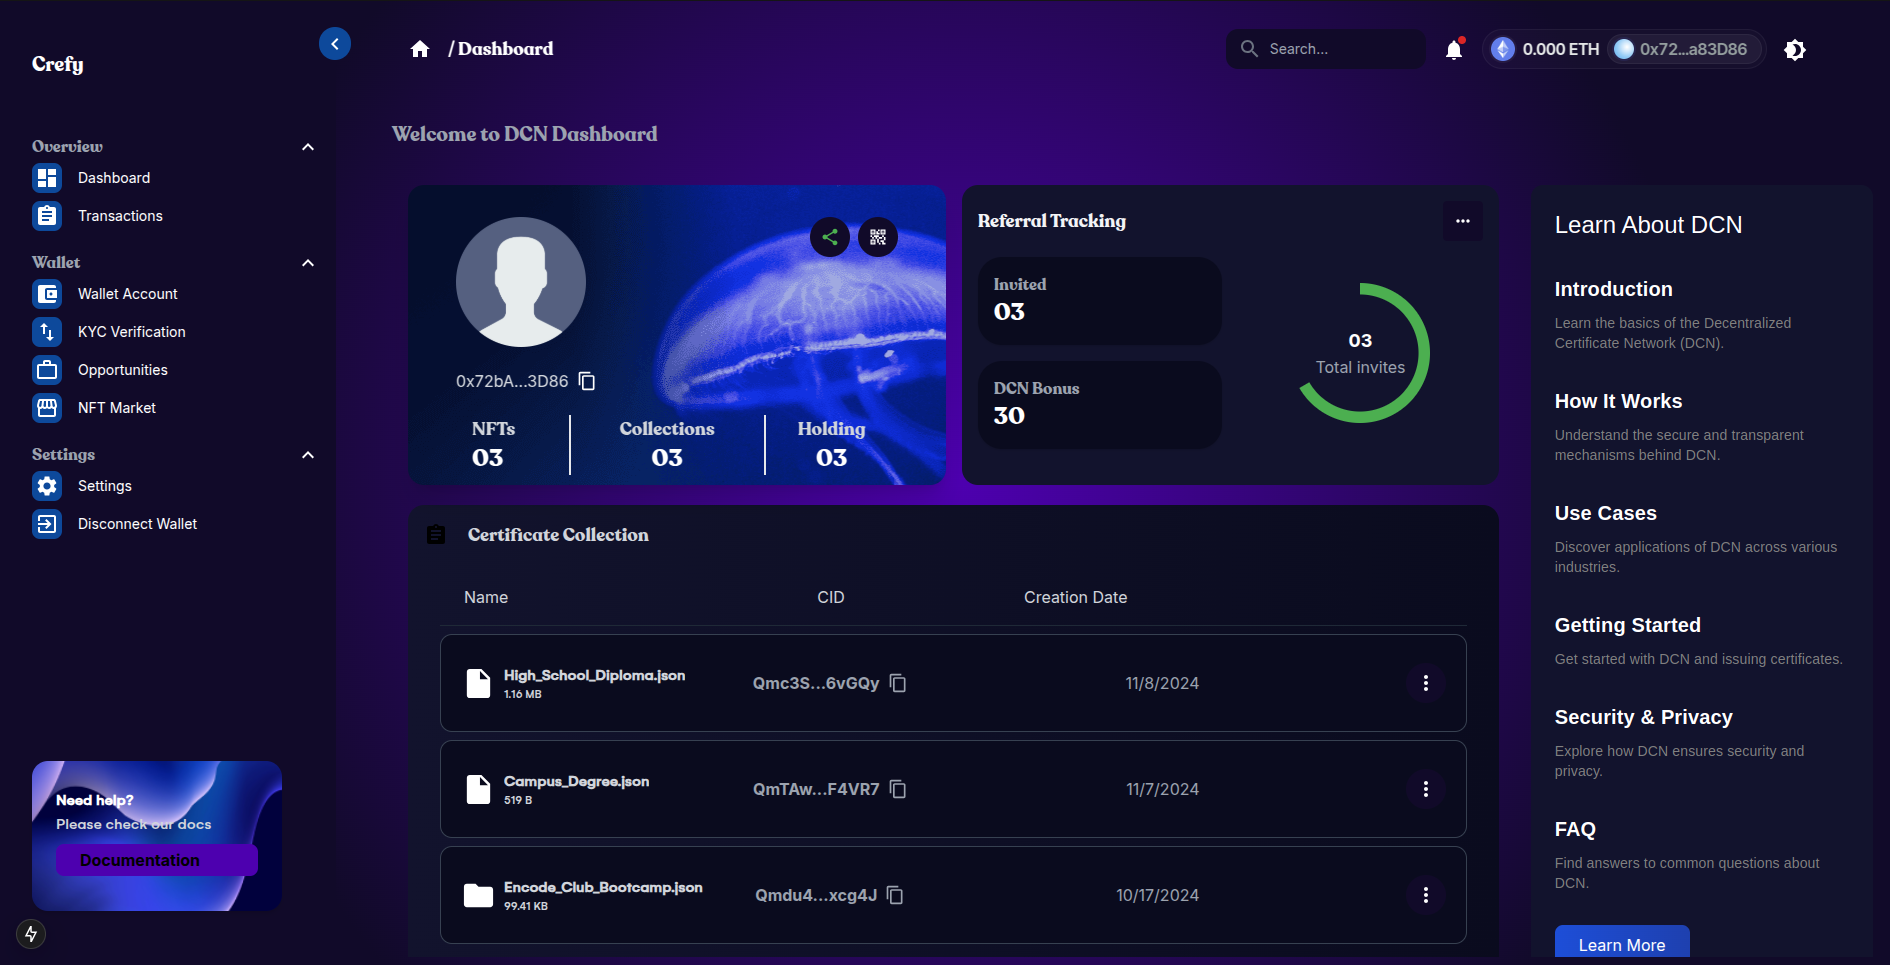 Crefy
/ Dashboard
Search...
0.000 ETH
0x72...a83D86
Overview
Dashboard
Transactions
Wallet
Wallet Account
KYC Verification
Opportunities
NFT Market
Settings
Settings
Disconnect Wallet
Need help?
Please check our docs
Documentation
Welcome to DCN Dashboard
0x72bA...3D86
NFTs
03
Collections
03
Holding
03
Referral Tracking
Invited
03
DCN Bonus
30
03
Total invites
Certificate Collection
Name CID Creation Date
High_School_Diploma.json
1.16 MB
Qmc3S...6vGQy
11/8/2024
Campus_Degree.json
519 B
QmTAw...F4VR7
11/7/2024
Encode_Club_Bootcamp.json
99.41 KB
Qmdu4...xcg4J
10/17/2024
Learn About DCN
Introduction
Learn the basics of the Decentralized
Certificate Network (DCN).
How It Works
Understand the secure and transparent
mechanisms behind DCN.
Use Cases
Discover applications of DCN across various
industries.
Getting Started
Get started with DCN and issuing certificates.
Security & Privacy
Explore how DCN ensures security and
privacy.
FAQ
Find answers to common questions about
DCN.
Learn More